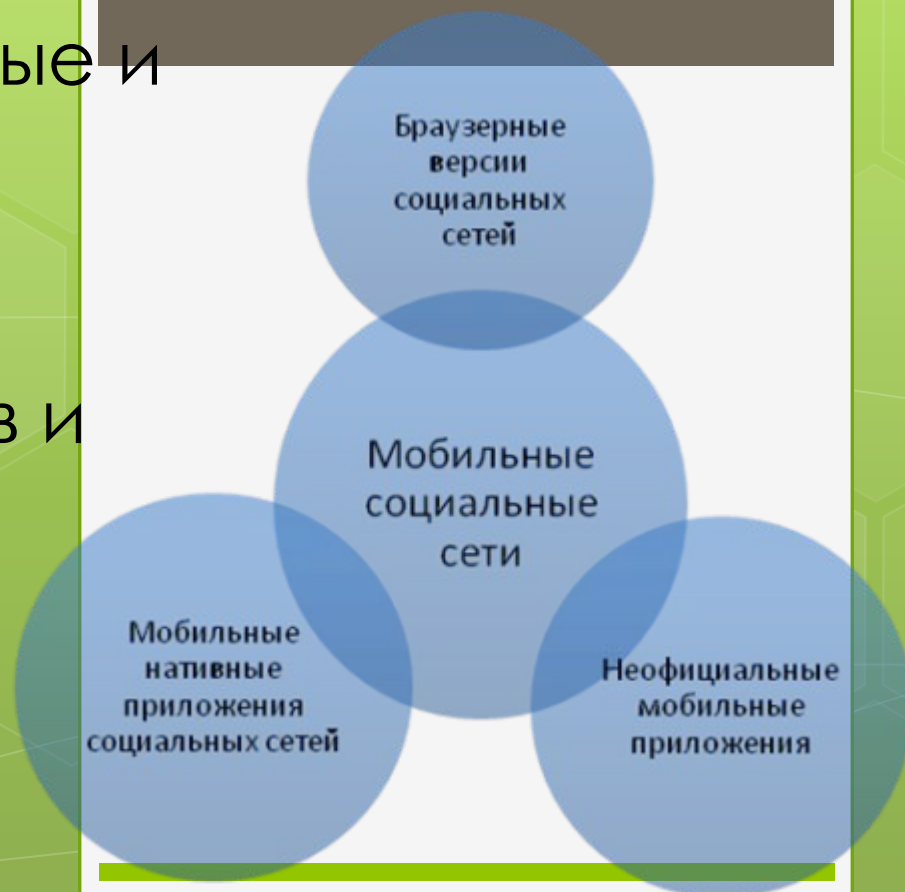 ые и
в и
Браузерные
версии
социальных
сетей
Мобильные
социальные
сети
Мобильные
нативные
приложения
социальных сетей
Неофициальные
мобильные
приложения